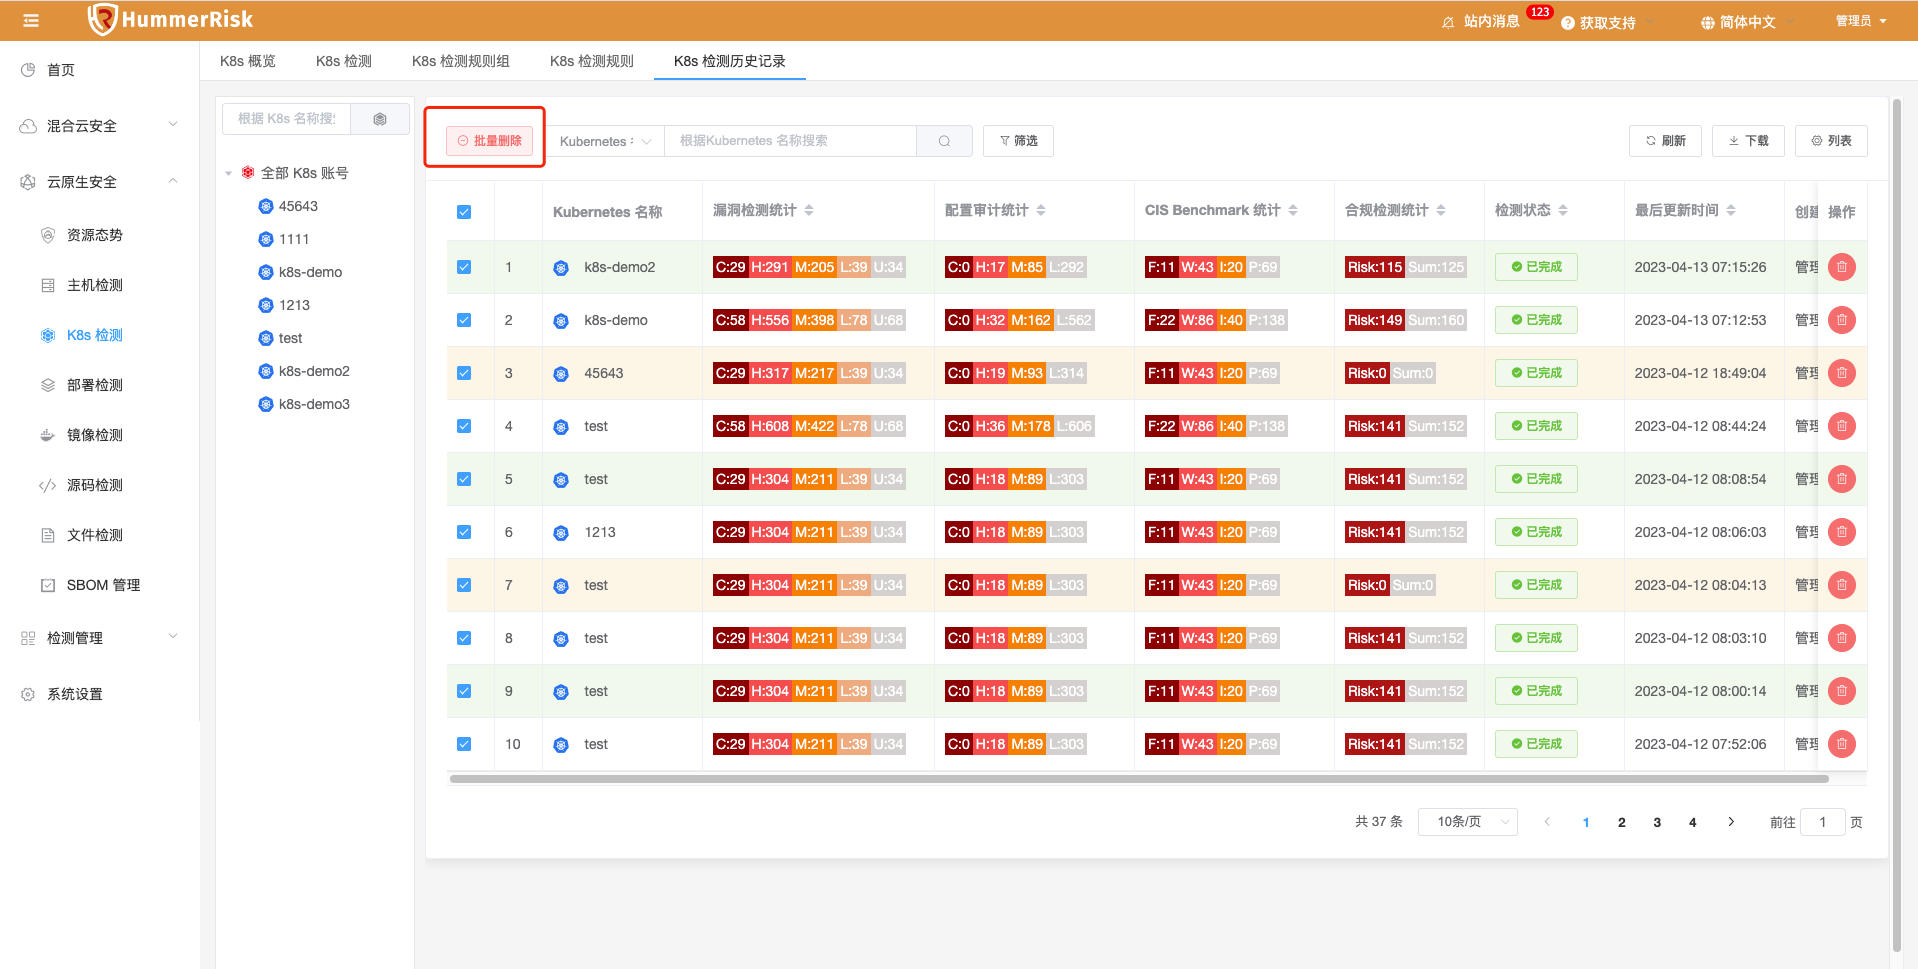 HummerRisk
站内消息 123 获取支持 简体中文 管理员
首页
混合云安全
云原生安全
资源态势
主机检测
K8s 检测
部署检测
镜像检测
源码检测
文件检测
SBOM 管理
检测管理
系统设置
K8s 概览 K8s 检测 K8s 检测规则组 K8s 检测规则 K8s 检测历史记录
根据 K8s 名称搜
全部 K8s 账号
45643
1111
k8s-demo
1213
test
k8s-demo2
k8s-demo3
批量删除 Kubernetes 根据Kubernetes 名称搜索 筛选 刷新 下载 列表
Kubernetes 名称 漏洞检测统计 配置审计统计 CIS Benchmark 统计 合规检测统计 检测状态 最后更新时间 创建 操作
1 k8s-demo2 C:29 H:291 M:205 L:39 U:34 C:0 H:17 M:85 L:292 F:11 W:43 I:20 P:69 Risk:115 Sum:125 已完成 2023-04-13 07:15:26 管理
2 k8s-demo C:58 H:556 M:398 L:78 U:68 C:0 H:32 M:162 L:562 F:22 W:86 I:40 P:138 Risk:149 Sum:160 已完成 2023-04-13 07:12:53 管理
3 45643 C:29 H:317 M:217 L:39 U:34 C:0 H:19 M:93 L:314 F:11 W:43 I:20 P:69 Risk:0 Sum:0 已完成 2023-04-12 18:49:04 管理
4 test C:58 H:608 M:422 L:78 U:68 C:0 H:36 M:178 L:606 F:22 W:86 I:40 P:138 Risk:141 Sum:152 已完成 2023-04-12 08:44:24 管理
5 test C:29 H:304 M:211 L:39 U:34 C:0 H:18 M:89 L:303 F:11 W:43 I:20 P:69 Risk:141 Sum:152 已完成 2023-04-12 08:08:54 管理
6 1213 C:29 H:304 M:211 L:39 U:34 C:0 H:18 M:89 L:303 F:11 W:43 I:20 P:69 Risk:141 Sum:152 已完成 2023-04-12 08:06:03 管理
7 test C:29 H:304 M:211 L:39 U:34 C:0 H:18 M:89 L:303 F:11 W:43 I:20 P:69 Risk:0 Sum:0 已完成 2023-04-12 08:04:13 管理
8 test C:29 H:304 M:211 L:39 U:34 C:0 H:18 M:89 L:303 F:11 W:43 I:20 P:69 Risk:141 Sum:152 已完成 2023-04-12 08:03:10 管理
9 test C:29 H:304 M:211 L:39 U:34 C:0 H:18 M:89 L:303 F:11 W:43 I:20 P:69 Risk:141 Sum:152 已完成 2023-04-12 08:00:14 管理
10 test C:29 H:304 M:211 L:39 U:34 C:0 H:18 M:89 L:303 F:11 W:43 I:20 P:69 Risk:141 Sum:152 已完成 2023-04-12 07:52:06 管理
共 37 条 10条/页 1 2 3 4 前往 1 页